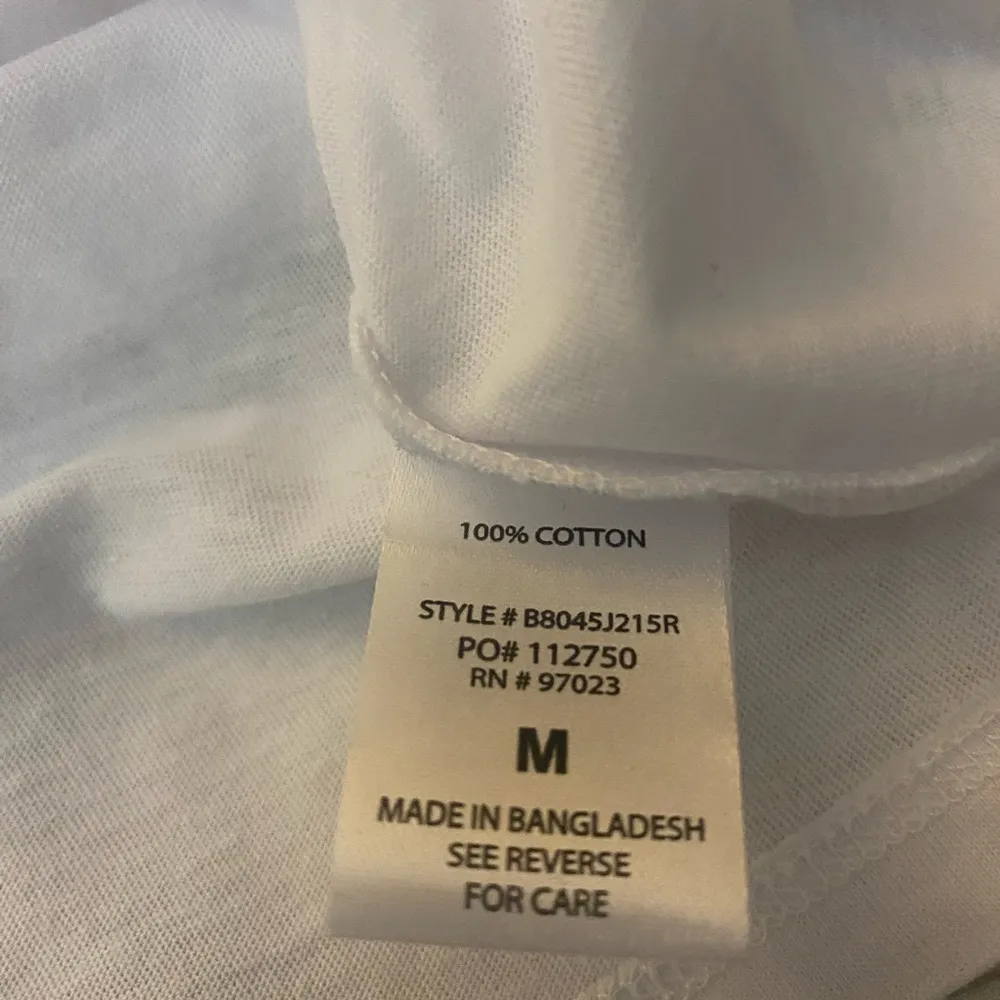 100% COTTON
STYLE # B8045J215R
PO# 112750
RN # 97023
M
MADE IN BANGLADESH
SEE REVERSE
FOR CARE